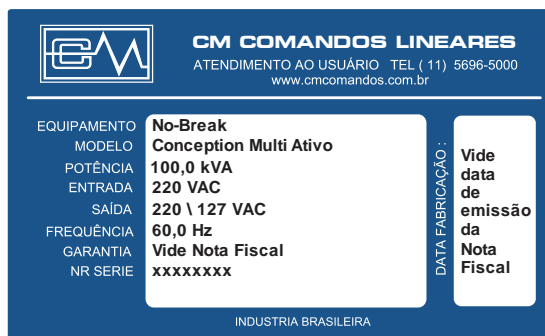 CM
CM COMANDOS LINEARES
ATENDIMENTO AO USUÁRIO TEL ( 11) 5696-5000
www.cmcomandos.com.br
EQUIPAMENTO No-Break
MODELO Conception Multi Ativo
POTÊNCIA 100,0 kVA
ENTRADA 220 VAC
SAÍDA 220 \ 127 VAC
FREQUÊNCIA 60,0 Hz
GARANTIA Vide Nota Fiscal
NR SERIE xxxxxxxx
DATA FABRICAÇÃO :
Vide
data
de
emissão
da
Nota
Fiscal
INDUSTRIA BRASILEIRA